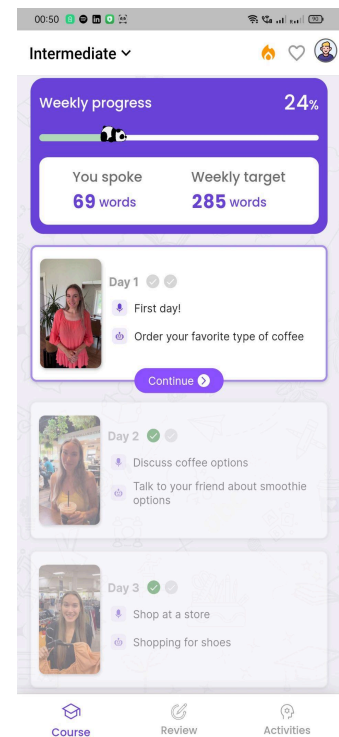 00:50
90
Intermediate
Weekly progress
24%
You spoke
Weekly target
69 words
285 words
Day 1
First day!
Order your favorite type of coffee
Continue
Day 2
Discuss coffee options
Talk to your friend about smoothie
options
Day 3
Shop at a store
Shopping for shoes
Course
Review
Activities